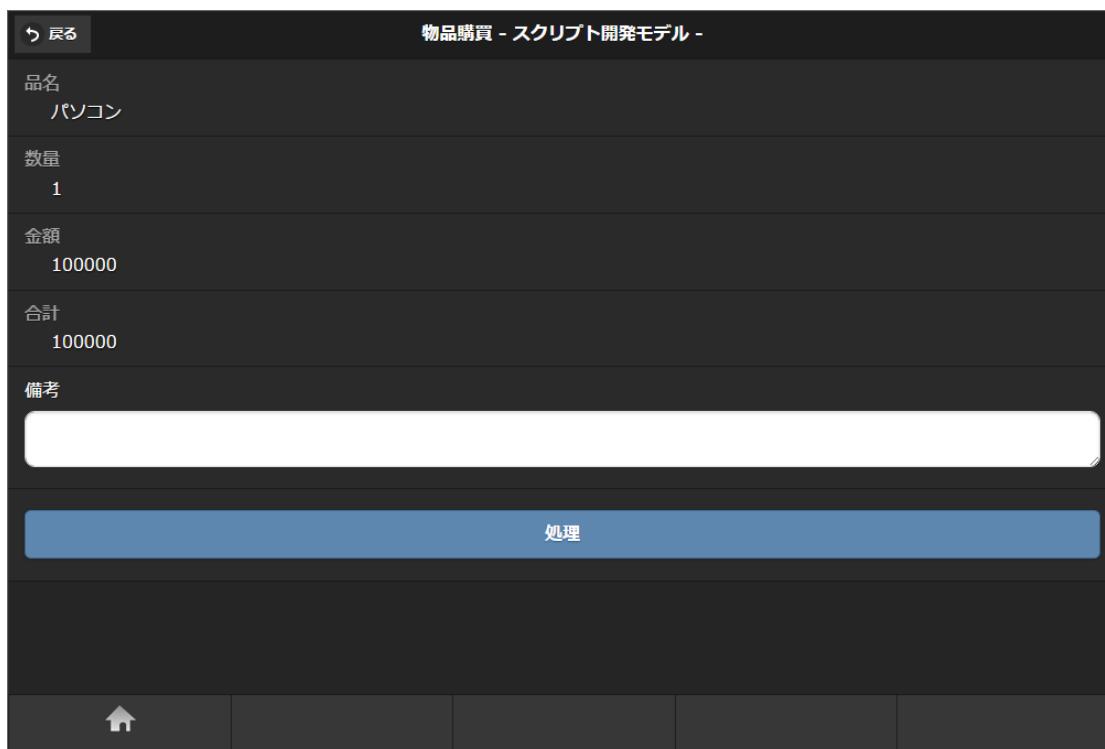 戻る
物品購買 - スクリプト開発モデル -
品名
パソコン
数量
1
金額
100000
合計
100000
備考
処理